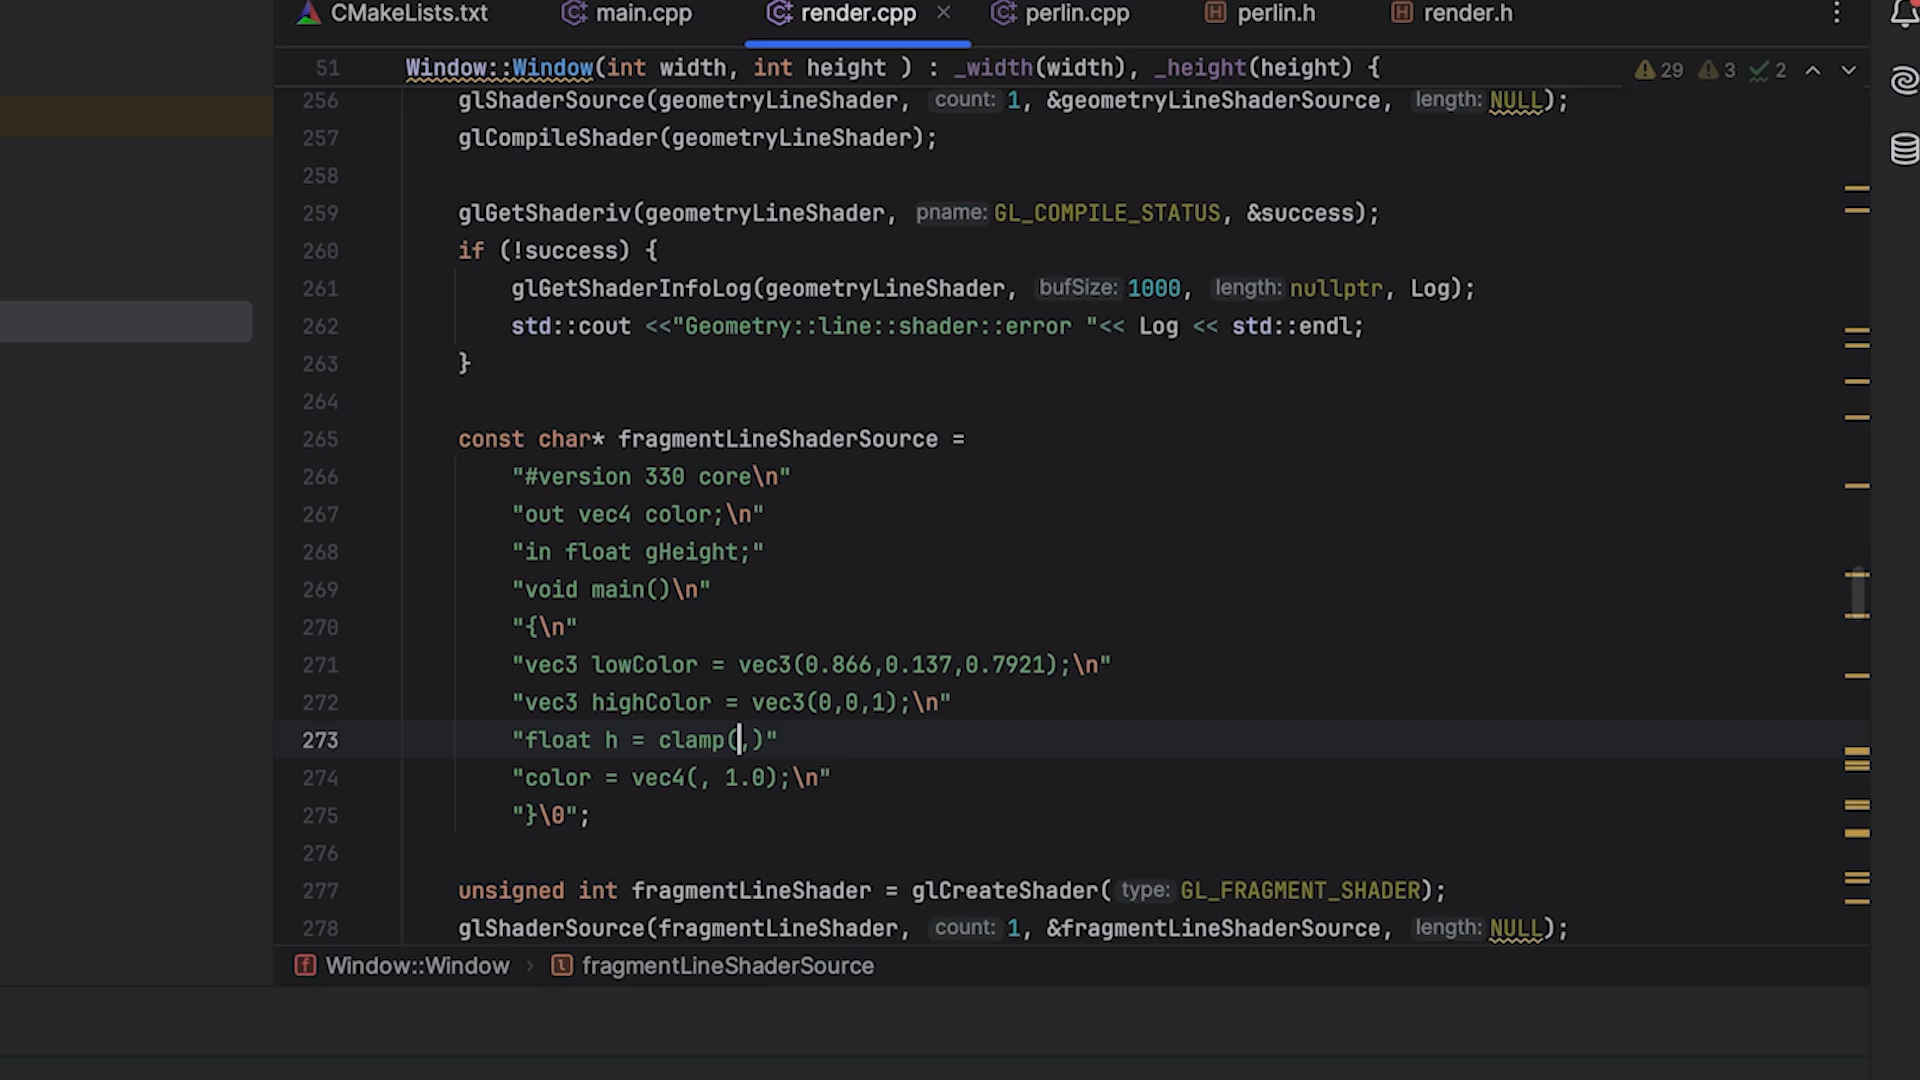 CMakeLists.txt main.cpp render.cpp perlin.cpp perlin.h render.h
51 Window::Window(int width, int height ) : _width(width), _height(height) { 29 3 2
256 glShaderSource(geometryLineShader, count: 1, &geometryLineShaderSource, length: NULL);
257 glCompileShader(geometryLineShader);
258
259 glGetShaderiv(geometryLineShader, pname: GL_COMPILE_STATUS, &success);
260 if (!success) {
261 glGetShaderInfoLog(geometryLineShader, bufSize: 1000, length: nullptr, Log);
262 std::cout <<"Geometry::line::shader::error "<< Log << std::endl;
263 }
264
265 const char* fragmentLineShaderSource =
266 "#version 330 core\n"
267 "out vec4 color;\n"
268 "in float gHeight;"
269 "void main()\n"
270 "{\n"
271 "vec3 lowColor = vec3(0.866,0.137,0.7921);\n"
272 "vec3 highColor = vec3(0,0,1);\n"
273 "float h = clamp(,)"
274 "color = vec4(, 1.0);\n"
275 "}\0";
276
277 unsigned int fragmentLineShader = glCreateShader( type: GL_FRAGMENT_SHADER);
278 glShaderSource(fragmentLineShader, count: 1, &fragmentLineShaderSource, length: NULL);
Window::Window › fragmentLineShaderSource